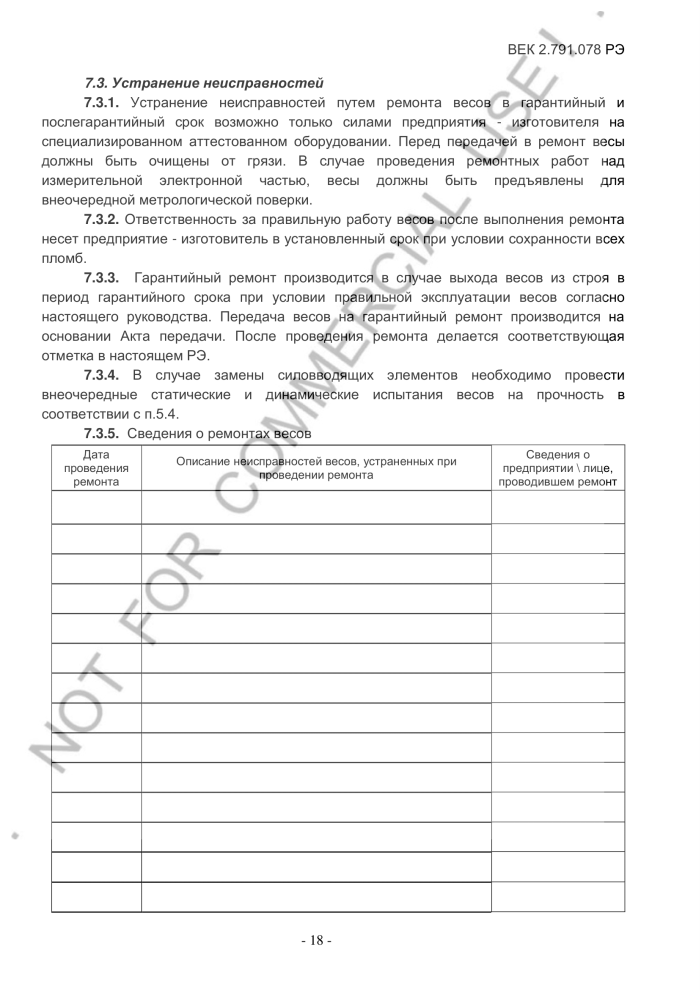 ВЕК 2.791.078 РЭ
7.3. Устранение неисправностей
7.3.1. Устранение неисправностей путем ремонта весов в гарантийный и
послегарантийный срок возможно только силами предприятия - изготовителя на
специализированном аттестованном оборудовании. Перед передачей в ремонт весы
должны быть очищены от грязи. В случае проведения ремонтных работ над
измерительной электронной частью, весы должны быть предъявлены для
внеочередной метрологической поверки.
7.3.2. Ответственность за правильную работу весов после выполнения ремонта
несет предприятие - изготовитель в установленный срок при условии сохранности всех
пломб.
7.3.3. Гарантийный ремонт производится в случае выхода весов из строя в
период гарантийного срока при условии правильной эксплуатации весов согласно
настоящего руководства. Передача весов на гарантийный ремонт производится на
основании Акта передачи. После проведения ремонта делается соответствующая
отметка в настоящем РЭ.
7.3.4. В случае замены силовводящих элементов необходимо провести
внеочередные статические и динамические испытания весов на прочность в
соответствии с п.5.4.
7.3.5. Сведения о ремонтах весов
Дата
проведения
ремонта
Описание неисправностей весов, устраненных при
проведении ремонта
Сведения о
предприятии \ лице,
проводившем ремонт
NOT FOR COMMERCIAL USE !
- 18 -